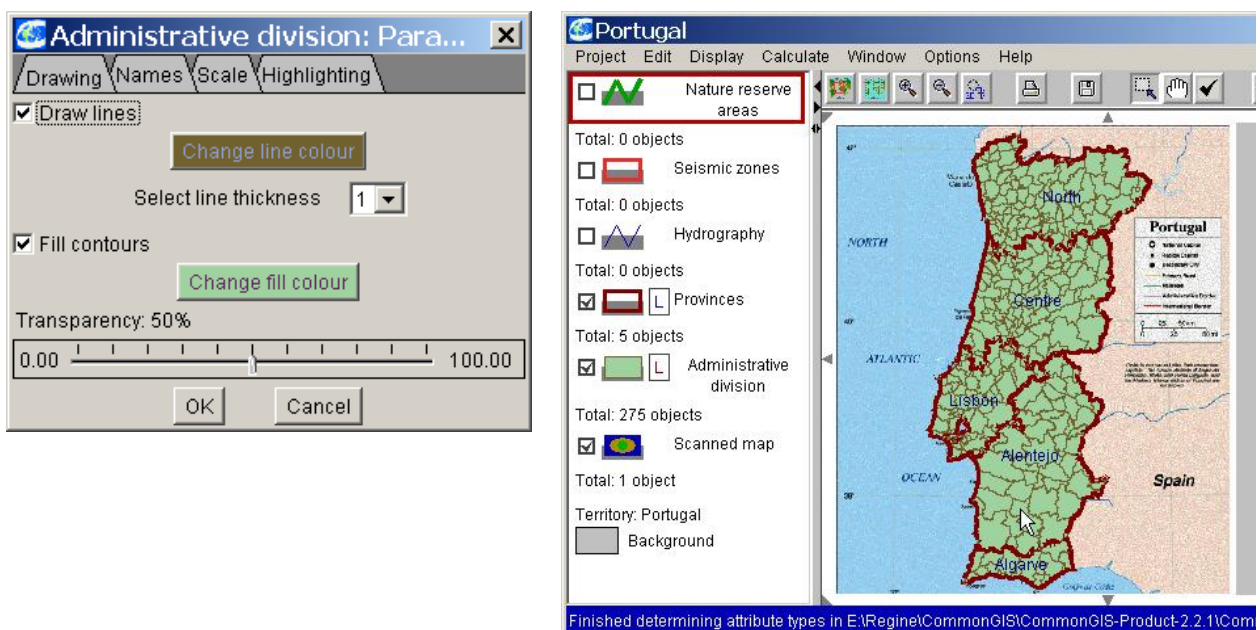 Administrative division: Para...
Drawing Names Scale Highlighting
Draw lines
Change line colour
Select line thickness 1
Fill contours
Change fill colour
Transparency: 50%
0.00 100.00
OK Cancel
Portugal
Project Edit Display Calculate Window Options Help
Nature reserve
areas
Total: 0 objects
Seismic zones
Total: 0 objects
Hydrography
Total: 0 objects
L Provinces
Total: 5 objects
L Administrative
division
Total: 275 objects
Scanned map
Total: 1 object
Territory: Portugal
Background
North
Portugal
NORTH
Centre
ATLANTIC
Lisbon
Alentejo
OCEAN
Spain
Algarve
Finished determining attribute types in E:\Regine\CommonGIS\CommonGIS-Product-2.2.1\Com